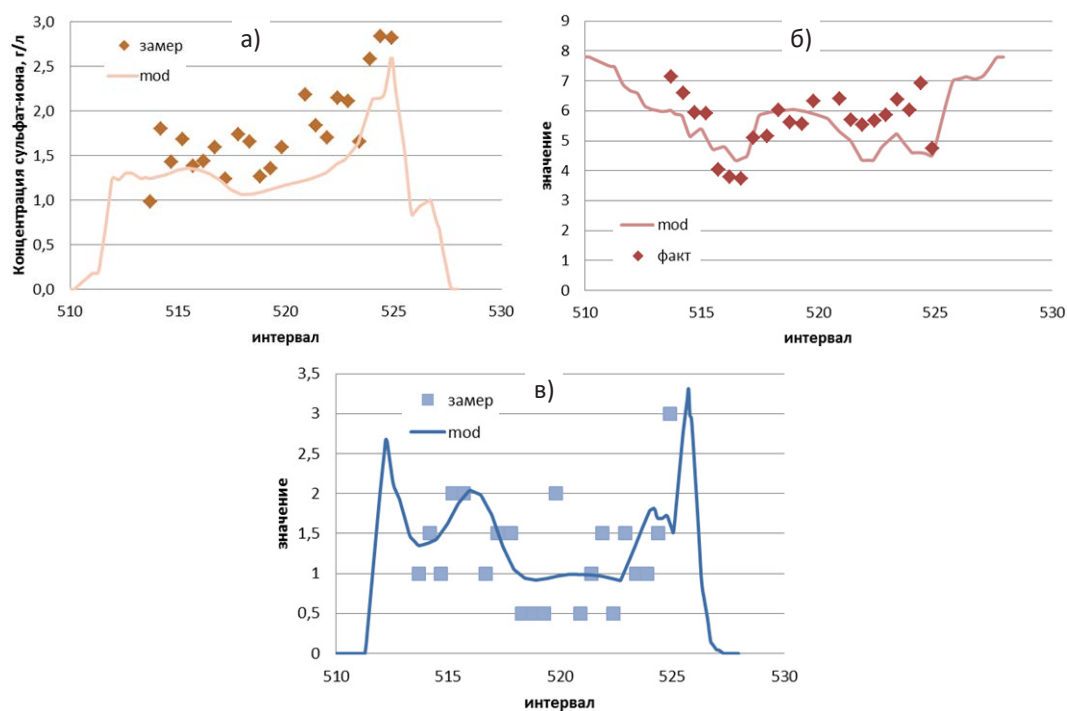 а)
Концентрация сульфат-иона, г/л
3,0
2,5
2,0
1,5
1,0
0,5
0,0
замер
mod
510 515 520 525 530
интервал
б)
значение
9
8
7
6
5
4
3
2
1
0
mod
факт
510 515 520 525 530
интервал
в)
значение
3,5
3
2,5
2
1,5
1
0,5
0
замер
mod
510 515 520 525 530
интервал